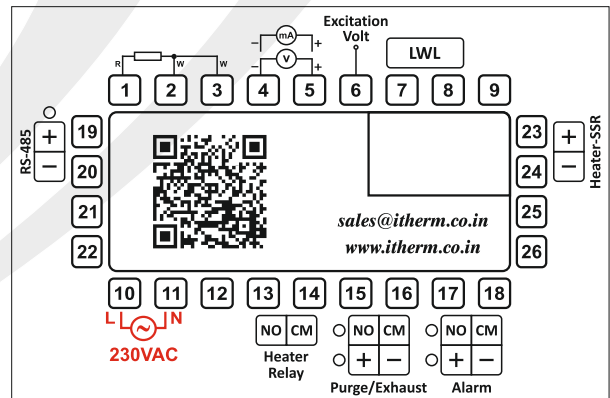 Excitation
Volt
LWL
R W W
− mA +
− V +
1 2 3 4 5 6 7 8 9
RS-485
+
−
19
20
21
22
23
24
25
26
+
−
Heater-SSR
sales@itherm.co.in
www.itherm.co.in
10 11 12 13 14 15 16 17 18
L N
230VAC
NO CM
Heater
Relay
NO CM
+ −
Purge/Exhaust
NO CM
+ −
Alarm